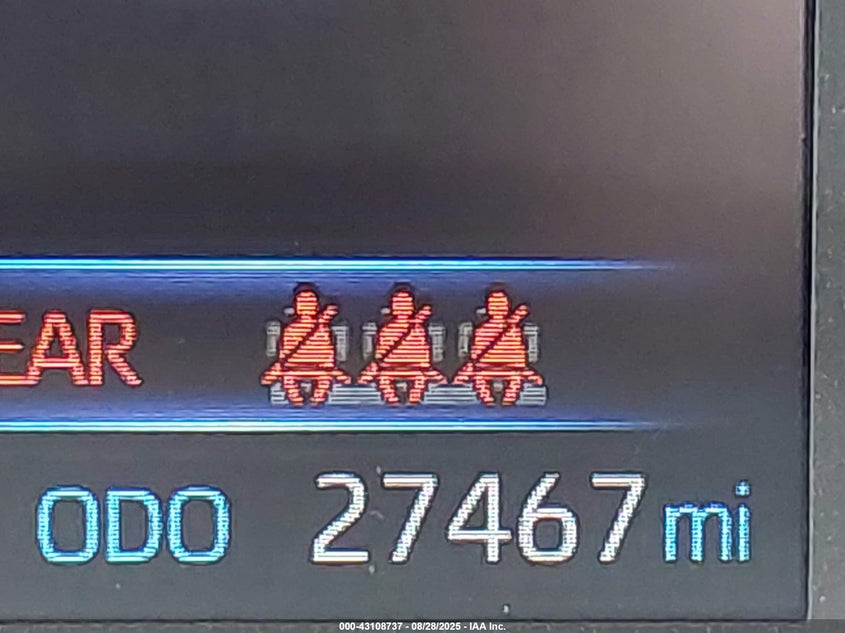 EAR
ODO 27467 mi
000-43108737 - 08/28/2025 - IAA Inc.